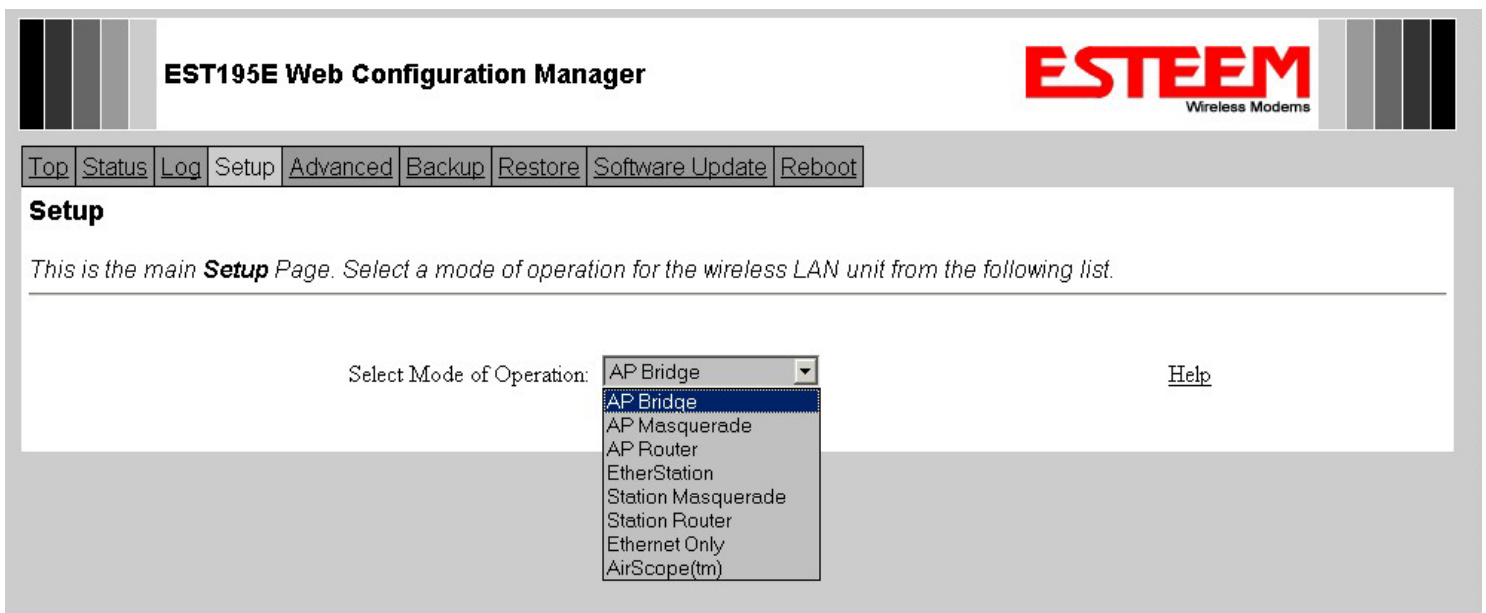 EST195E Web Configuration Manager
ESTEEM
Wireless Modems
Top Status Log Setup Advanced Backup Restore Software Update Reboot
Setup
This is the main Setup Page. Select a mode of operation for the wireless LAN unit from the following list.
Select Mode of Operation: AP Bridge Help
AP Bridge
AP Masquerade
AP Router
EtherStation
Station Masquerade
Station Router
Ethernet Only
AirScope(tm)